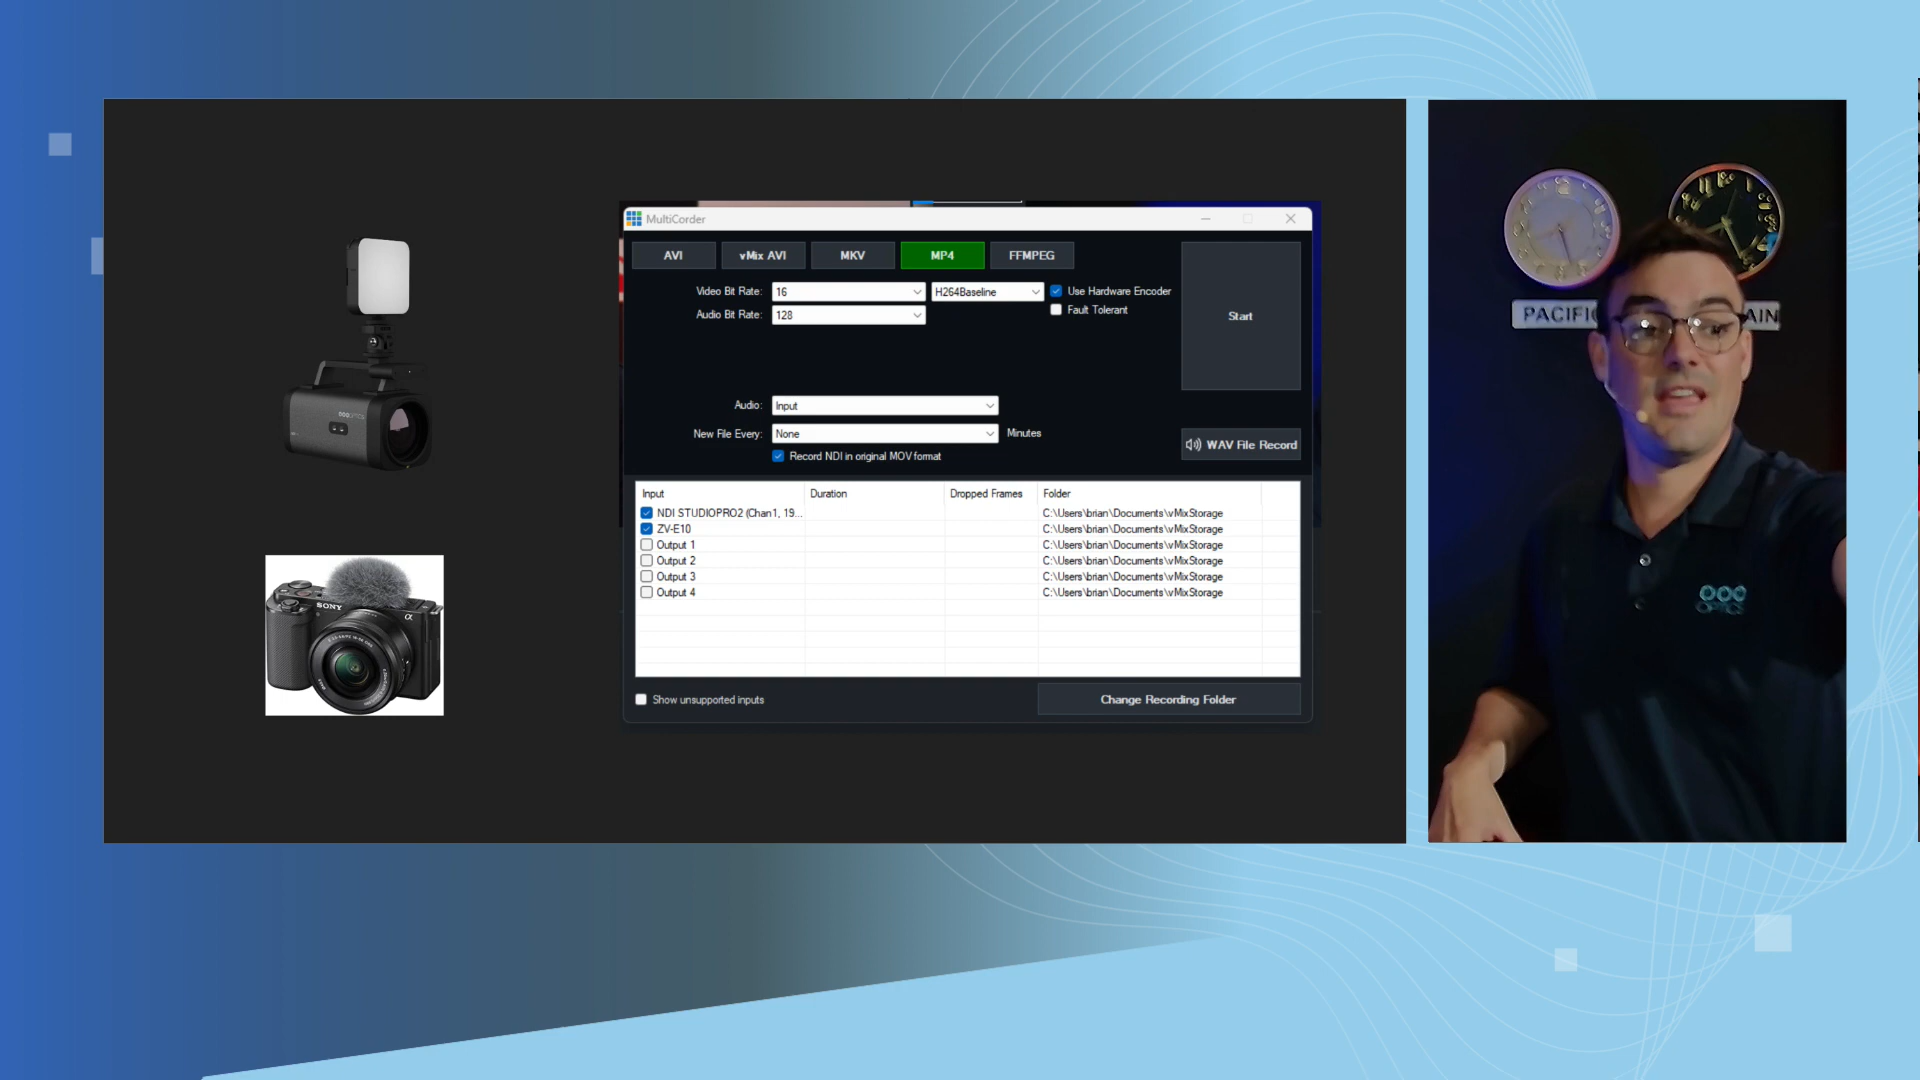 MultiCorder
AVI
vMix AVI
MKV
MP4
FFMPEG
Video Bit Rate:
16
H264Baseline
Use Hardware Encoder
Audio Bit Rate:
128
Fault Tolerant
Start
Audio:
Input
New File Every:
None
Minutes
WAV File Record
Record NDI in original MOV format
Input
Duration
Dropped Frames
Folder
NDI STUDIOPRO2 (Chan1, 19...
C:\Users\brian\Documents\vMixStorage
ZV-E10
C:\Users\brian\Documents\vMixStorage
Output 1
C:\Users\brian\Documents\vMixStorage
Output 2
C:\Users\brian\Documents\vMixStorage
Output 3
C:\Users\brian\Documents\vMixStorage
Output 4
C:\Users\brian\Documents\vMixStorage
Show unsupported inputs
Change Recording Folder
SONY
α
PACIFIC
AIN
OPTICS